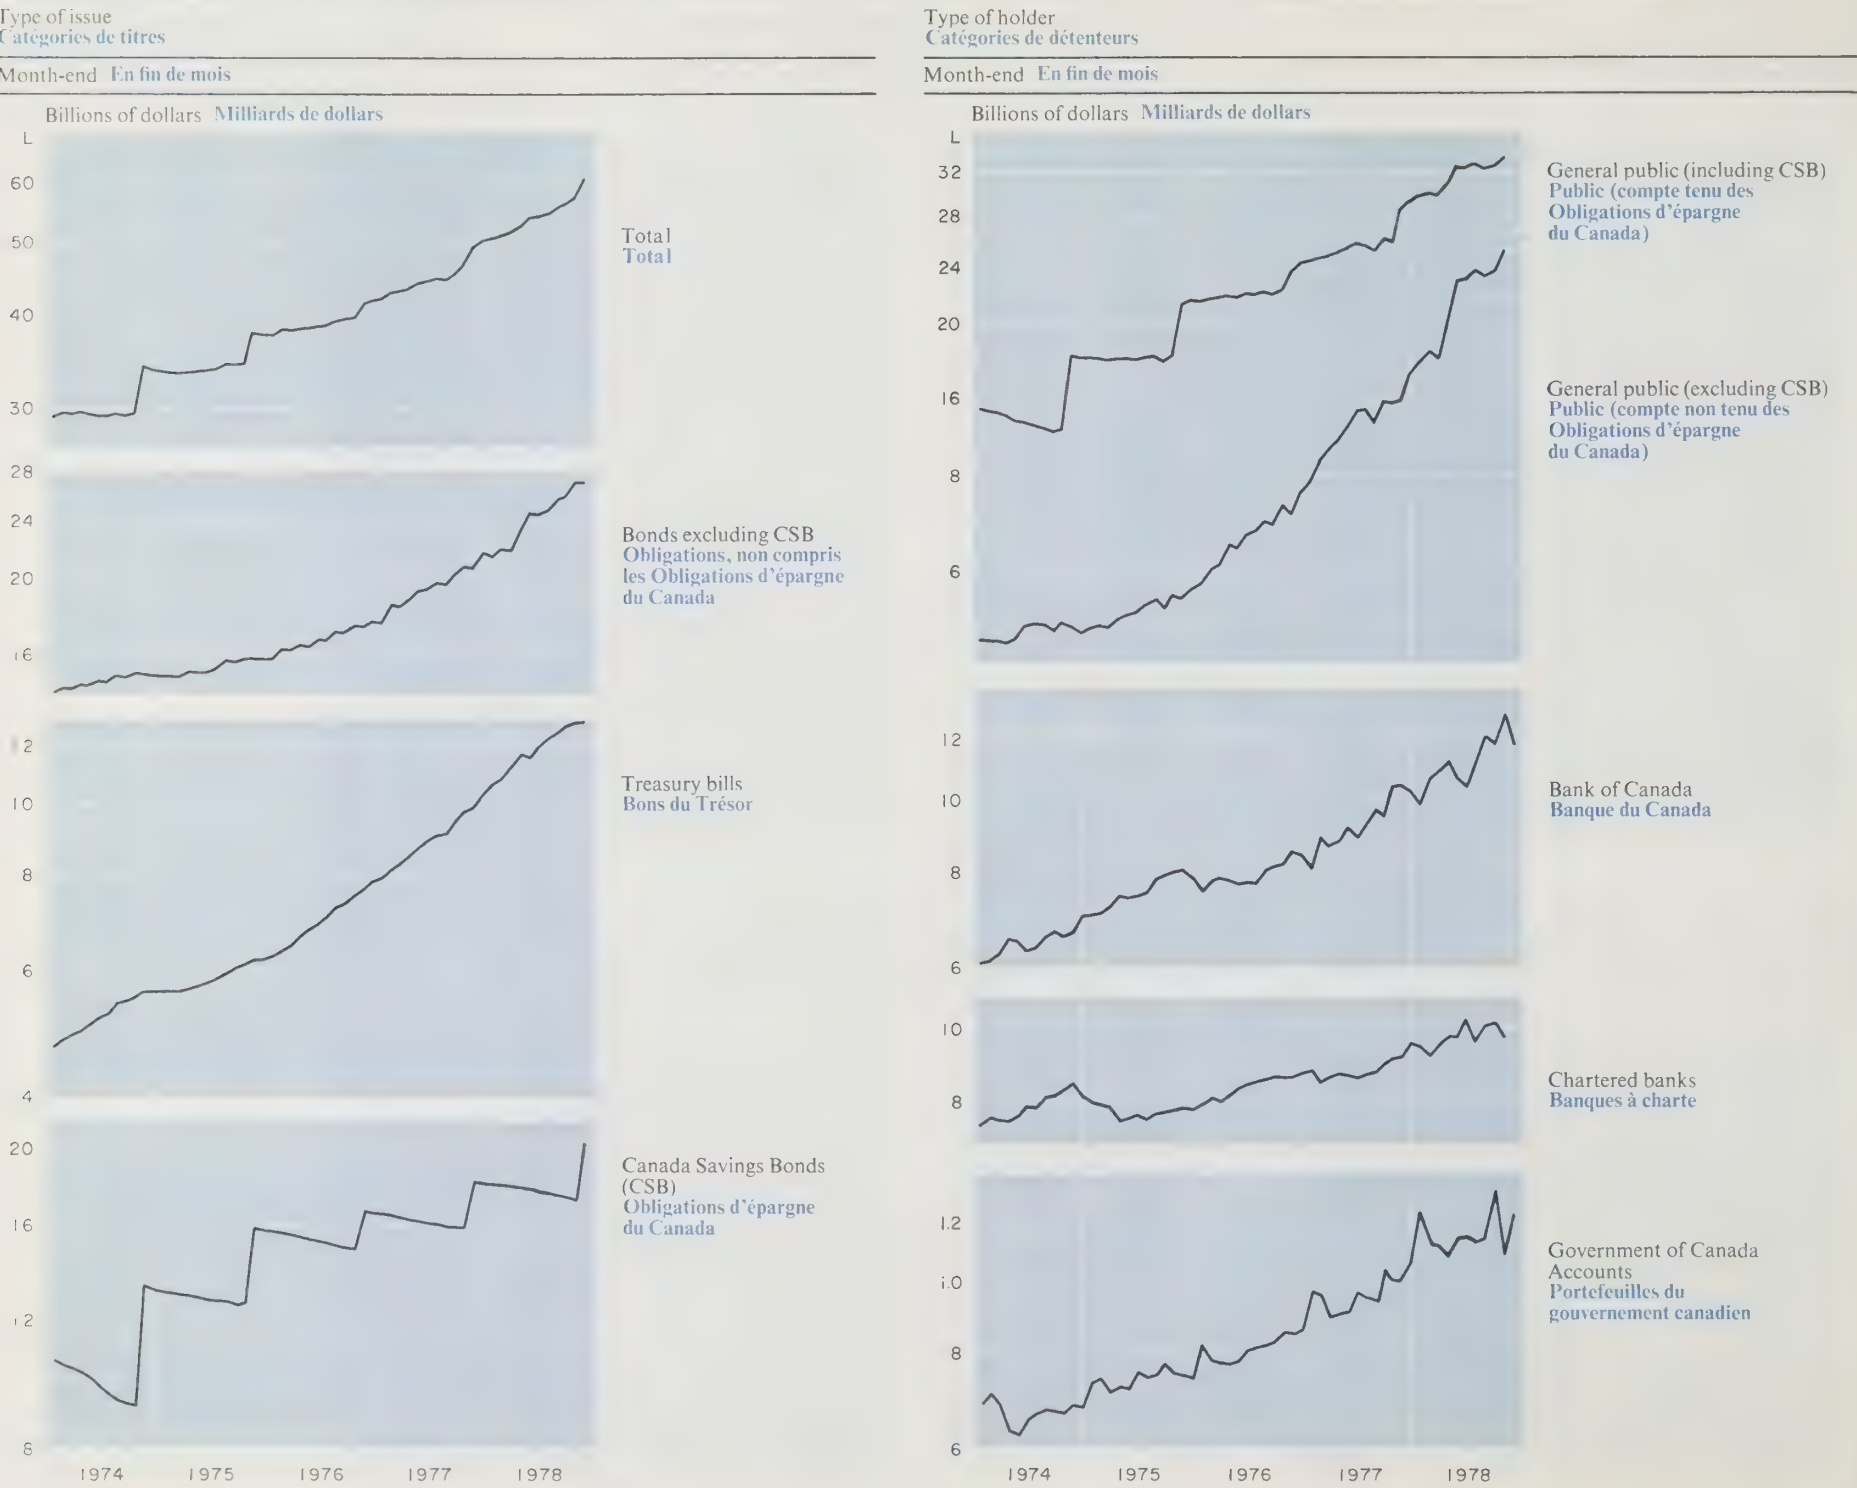 Type of issue
Catégories de titres
Month-end En fin de mois
Billions of dollars Milliards de dollars
L
60
50
40
30
Total
Total
28
24
20
16
Bonds excluding CSB
Obligations, non compris
les Obligations d'épargne
du Canada
12
10
8
6
4
Treasury bills
Bons du Trésor
20
16
12
8
Canada Savings Bonds
(CSB)
Obligations d'épargne
du Canada
1974 1975 1976 1977 1978
Type of holder
Catégories de détenteurs
Month-end En fin de mois
Billions of dollars Milliards de dollars
L
32
28
24
20
16
8
6
General public (including CSB)
Public (compte tenu des
Obligations d'épargne
du Canada)
General public (excluding CSB)
Public (compte non tenu des
Obligations d'épargne
du Canada)
12
10
8
6
Bank of Canada
Banque du Canada
10
8
Chartered banks
Banques à charte
1.2
1.0
8
6
Government of Canada
Accounts
Portefeuilles du
gouvernement canadien
1974 1975 1976 1977 1978